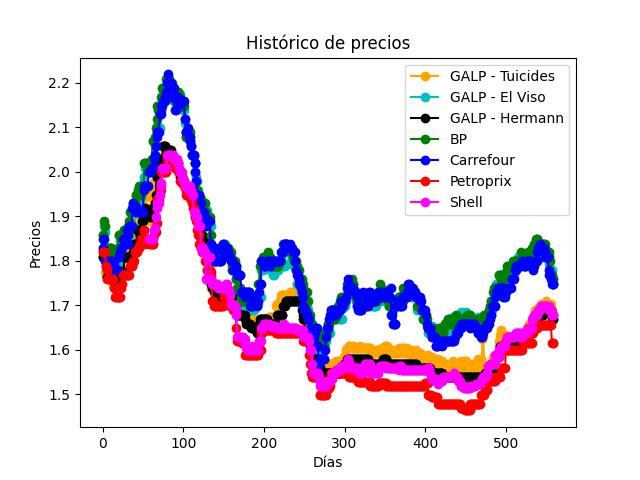 Histórico de precios
GALP - Tuicides
GALP - El Viso
GALP - Hermann
BP
Carrefour
Petroprix
Shell
Precios
2.2
2.1
2.0
1.9
1.8
1.7
1.6
1.5
0 100 200 300 400 500
Días